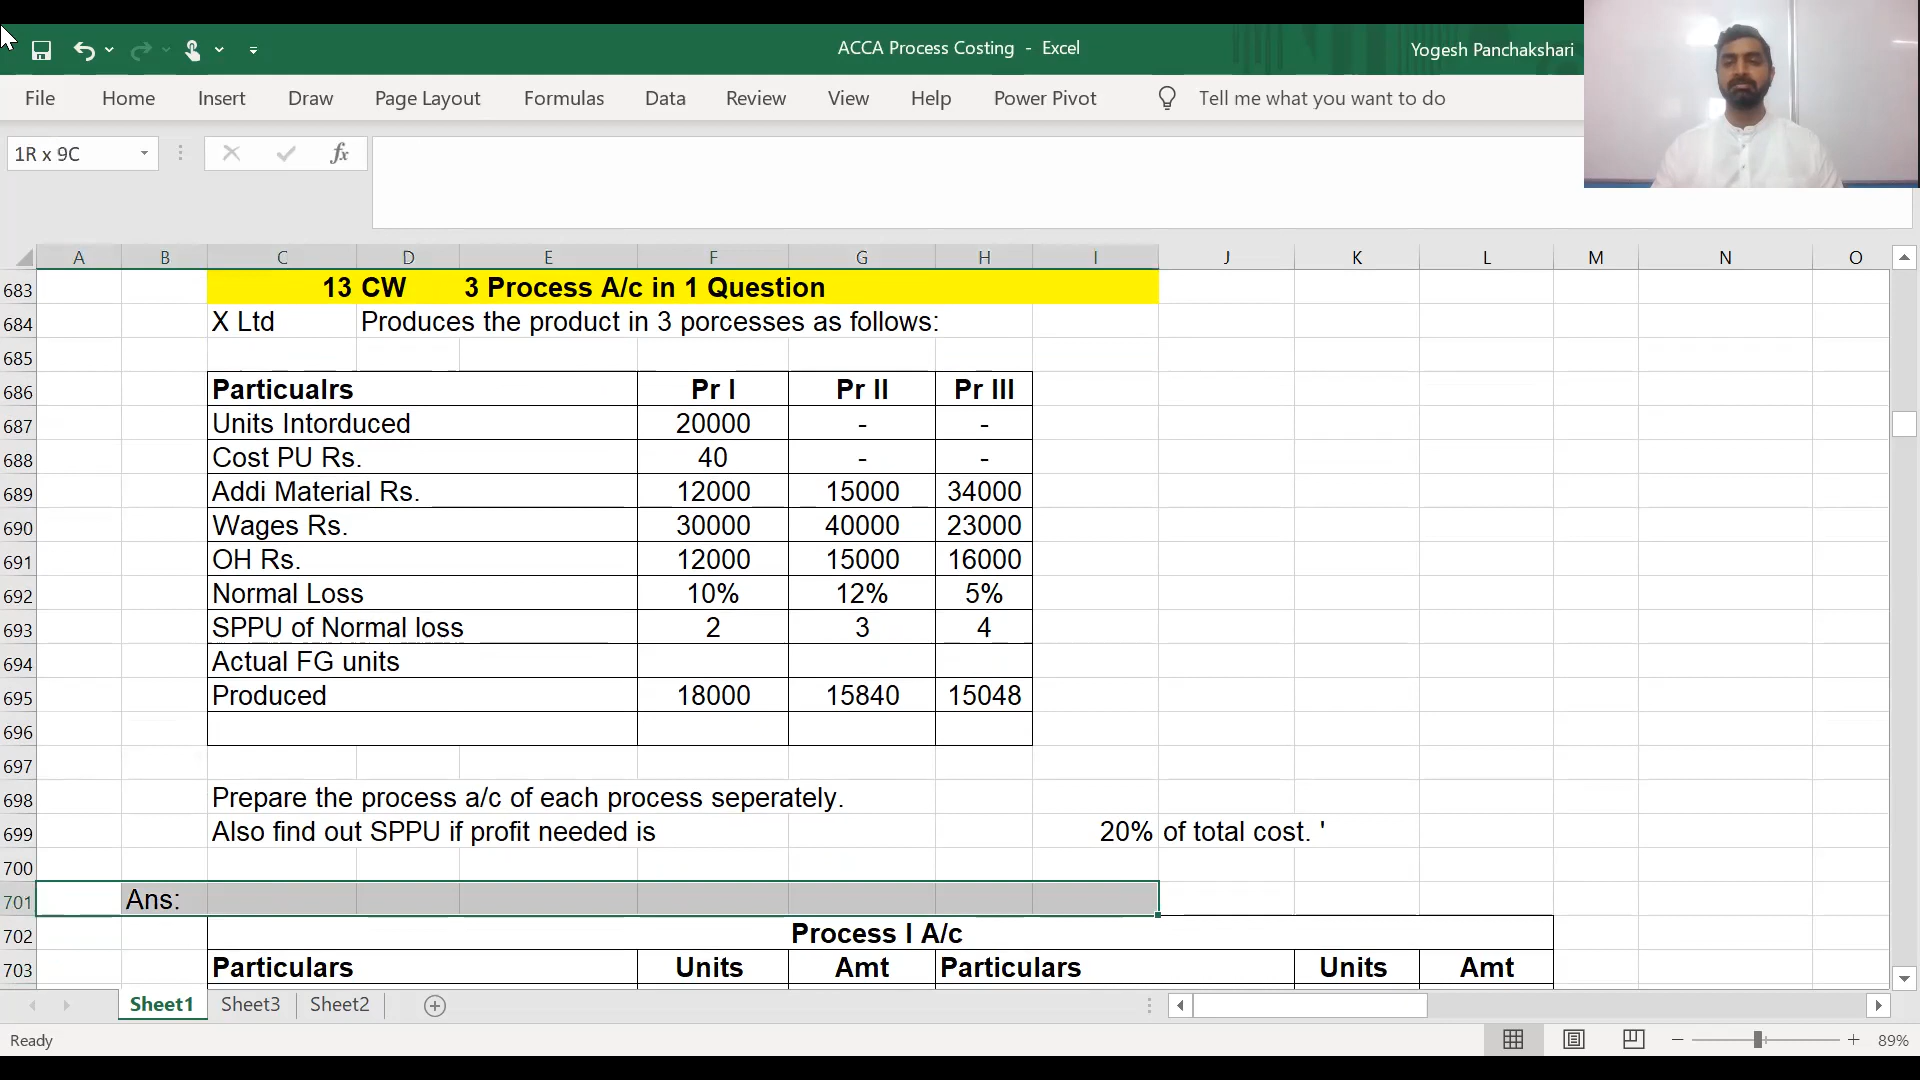 ACCA Process Costing - Excel
Yogesh Panchakshari
File Home Insert Draw Page Layout Formulas Data Review View Help Power Pivot Tell me what you want to do
1R x 9C fx
A B C D E F G H I J K L M N O
683 13 CW 3 Process A/c in 1 Question
684 X Ltd Produces the product in 3 porcesses as follows:
685
686 Particualrs Pr I Pr II Pr III
687 Units Intorduced 20000 - -
688 Cost PU Rs. 40 - -
689 Addi Material Rs. 12000 15000 34000
690 Wages Rs. 30000 40000 23000
691 OH Rs. 12000 15000 16000
692 Normal Loss 10% 12% 5%
693 SPPU of Normal loss 2 3 4
694 Actual FG units
695 Produced 18000 15840 15048
696
697
698 Prepare the process a/c of each process seperately.
699 Also find out SPPU if profit needed is 20% of total cost. '
700
701 Ans:
702 Process I A/c
703 Particulars Units Amt Particulars Units Amt
Sheet1 Sheet3 Sheet2
Ready 89%